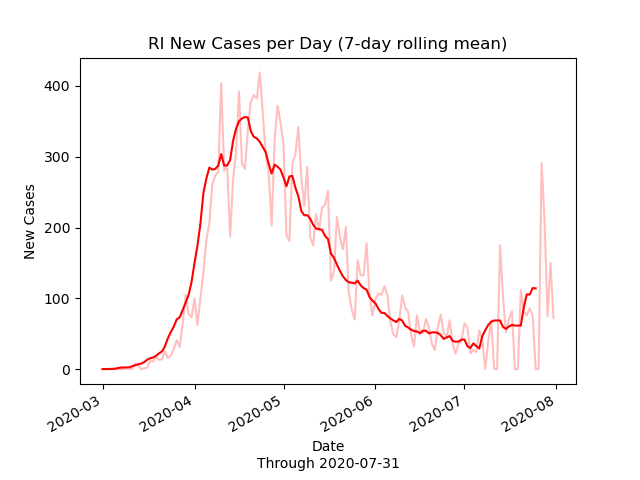 RI New Cases per Day (7-day rolling mean)
400
300
200
100
0
New Cases
2020-03
2020-04
2020-05
2020-06
2020-07
2020-08
Date
Through 2020-07-31